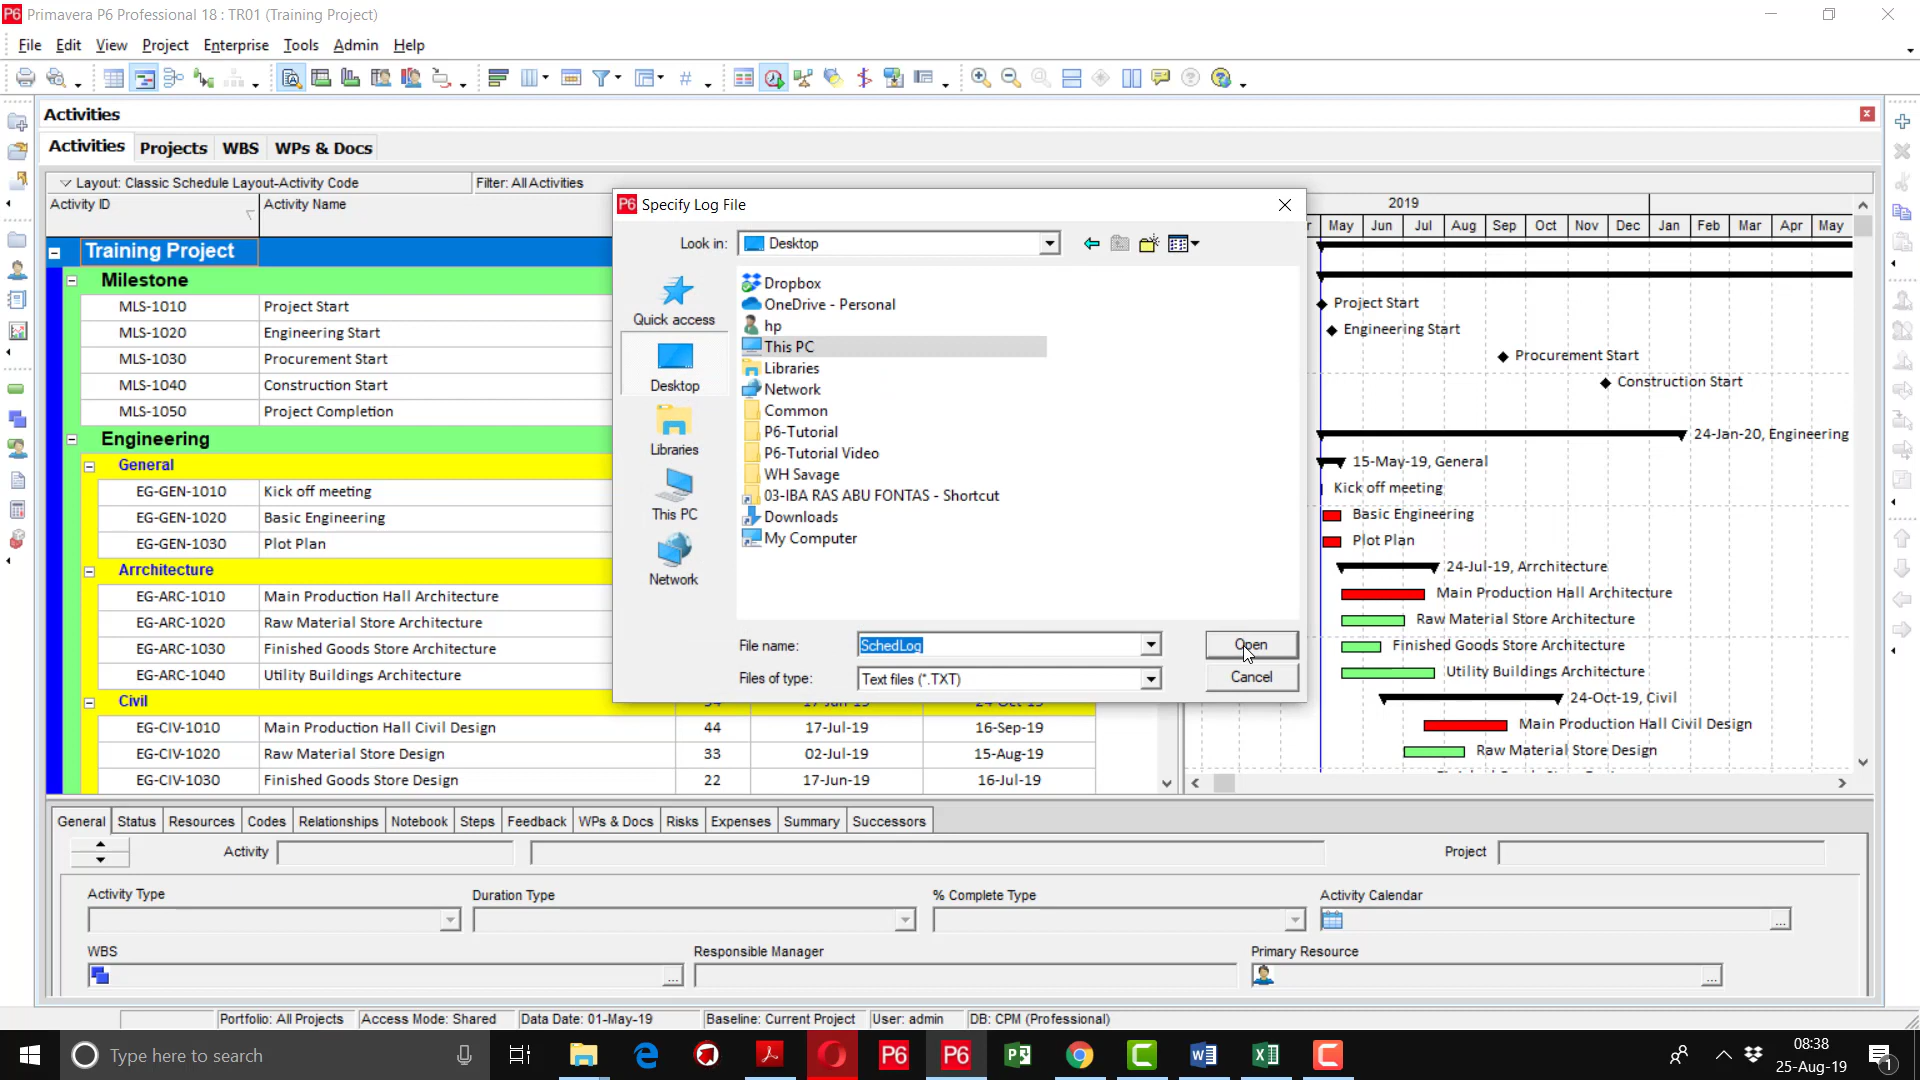 P6 Primavera P6 Professional 18 : TR01 (Training Project)
File Edit View Project Enterprise Tools Admin Help
Activities
Activities Projects WBS WPs & Docs
Layout: Classic Schedule Layout-Activity Code
Filter: All Activities
Activity ID
Activity Name
Training Project
Milestone
MLS-1010 Project Start
MLS-1020 Engineering Start
MLS-1030 Procurement Start
MLS-1040 Construction Start
MLS-1050 Project Completion
Engineering
General
EG-GEN-1010 Kick off meeting
EG-GEN-1020 Basic Engineering
EG-GEN-1030 Plot Plan
Arrchitecture
EG-ARC-1010 Main Production Hall Architecture
EG-ARC-1020 Raw Material Store Architecture
EG-ARC-1030 Finished Goods Store Architecture
EG-ARC-1040 Utility Buildings Architecture
Civil
EG-CIV-1010 Main Production Hall Civil Design 44 17-Jul-19 16-Sep-19
EG-CIV-1020 Raw Material Store Design 33 02-Jul-19 15-Aug-19
EG-CIV-1030 Finished Goods Store Design 22 17-Jun-19 16-Jul-19
P6 Specify Log File
Look in: Desktop
Quick access
Desktop
Libraries
This PC
Network
Dropbox
OneDrive - Personal
hp
This PC
Libraries
Network
Common
P6-Tutorial
P6-Tutorial Video
WH Savage
03-IBA RAS ABU FONTAS - Shortcut
Downloads
My Computer
File name: SchedLog Open
Files of type: Text files (*.TXT) Cancel
2019
May Jun Jul Aug Sep Oct Nov Dec Jan Feb Mar Apr May
Project Start
Engineering Start
Procurement Start
Construction Start
24-Jan-20, Engineering
15-May-19, General
Kick off meeting
Basic Engineering
Plot Plan
24-Jul-19, Arrchitecture
Main Production Hall Architecture
Raw Material Store Architecture
Finished Goods Store Architecture
Utility Buildings Architecture
24-Oct-19, Civil
Main Production Hall Civil Design
Raw Material Store Design
General Status Resources Codes Relationships Notebook Steps Feedback WPs & Docs Risks Expenses Summary Successors
Activity
Project
Activity Type
Duration Type
% Complete Type
Activity Calendar
WBS
Responsible Manager
Primary Resource
Portfolio: All Projects Access Mode: Shared Data Date: 01-May-19 Baseline: Current Project User: admin DB: CPM (Professional)
Type here to search
P6
P6
08:38
25-Aug-19
1